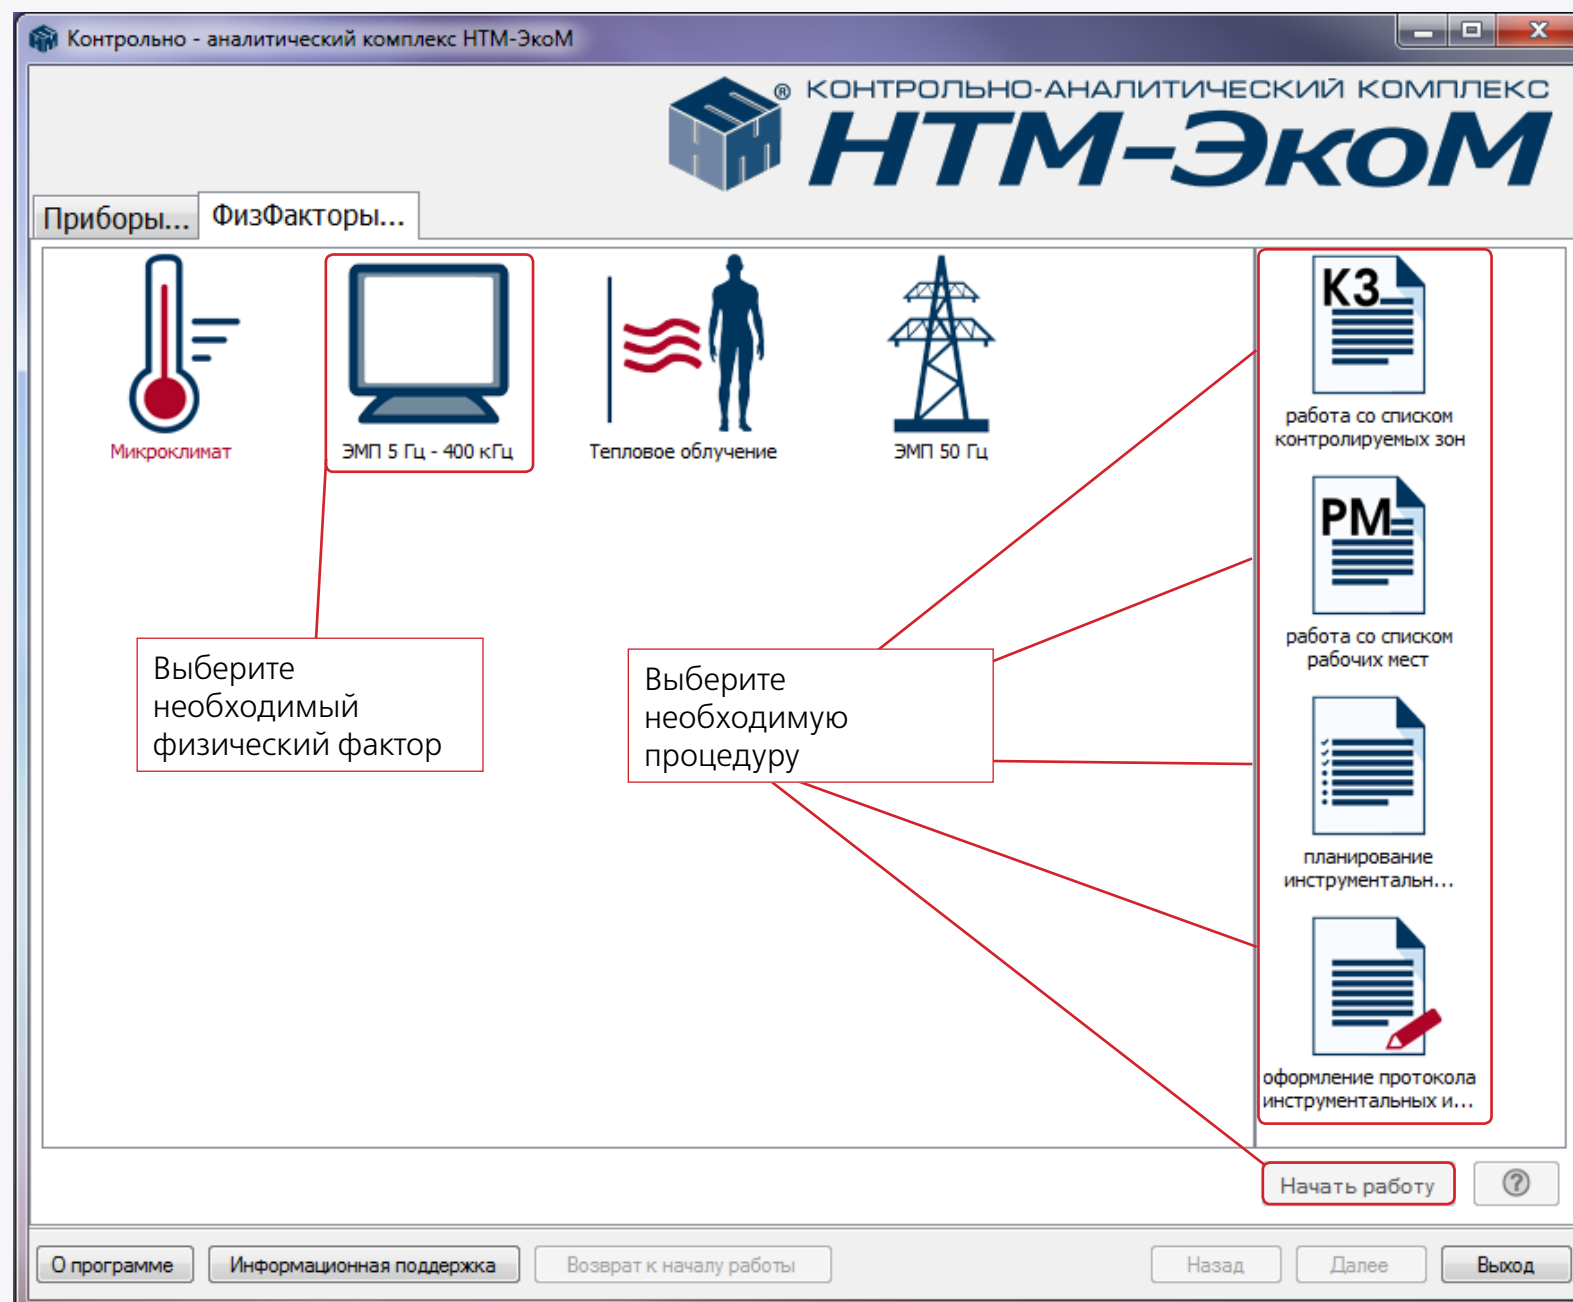 Контрольно - аналитический комплекс НТМ-ЭкоМ
® КОНТРОЛЬНО-АНАЛИТИЧЕСКИЙ КОМПЛЕКС
НТМ-ЭкоМ
Приборы... ФизФакторы...
Микроклимат
ЭМП 5 Гц - 400 кГц
Тепловое облучение
ЭМП 50 Гц
КЗ
работа со списком
контролируемых зон
РМ
работа со списком
рабочих мест
планирование
инструментальн...
оформление протокола
инструментальных и...
Выберите
необходимый
физический фактор
Выберите
необходимую
процедуру
Начать работу ?
О программе Информационная поддержка Возврат к началу работы Назад Далее Выход